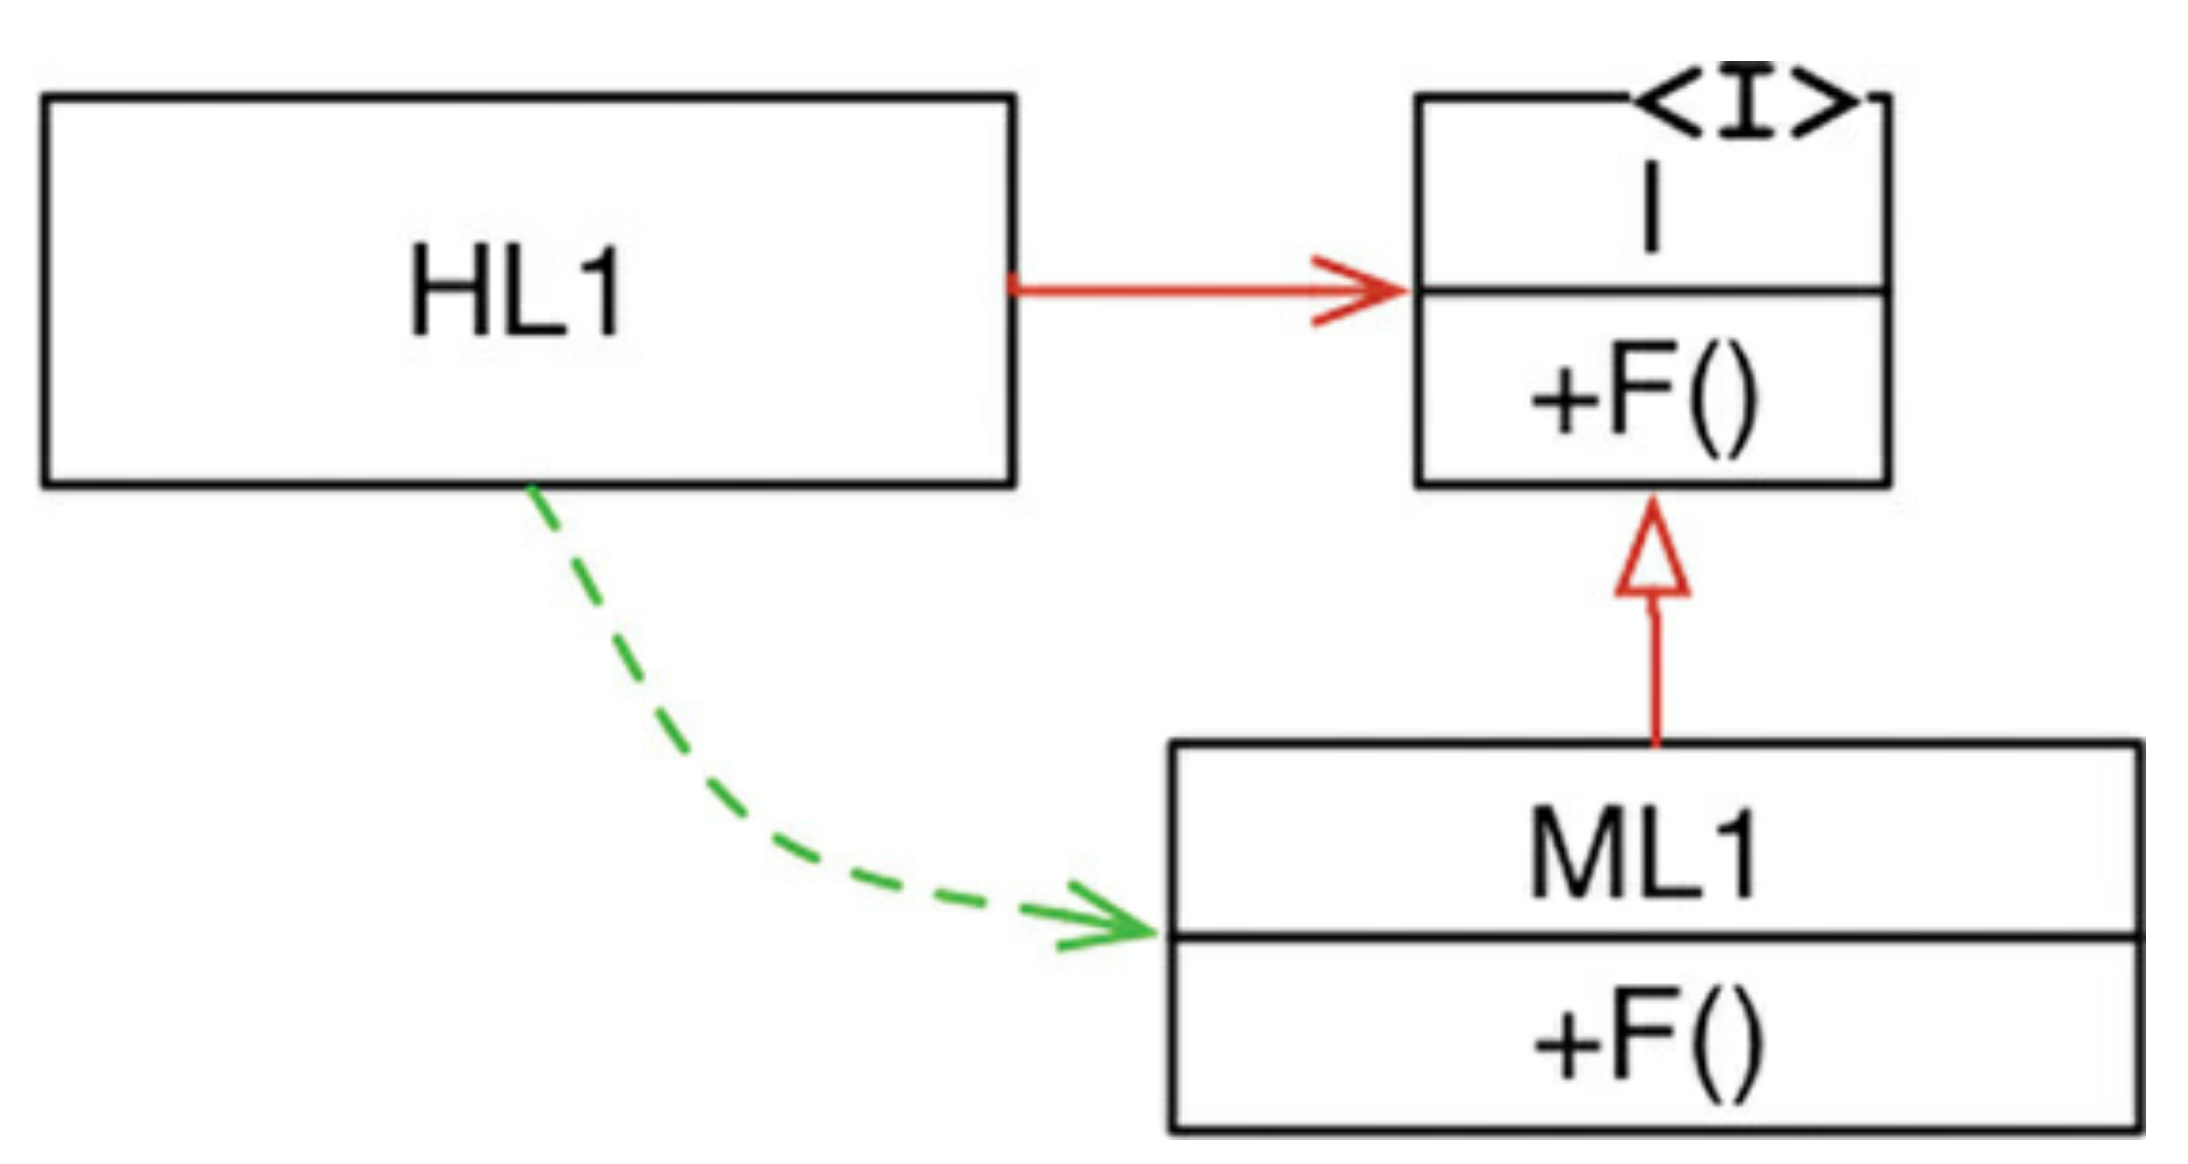 HL1
<I>
I
+F()
ML1
+F()